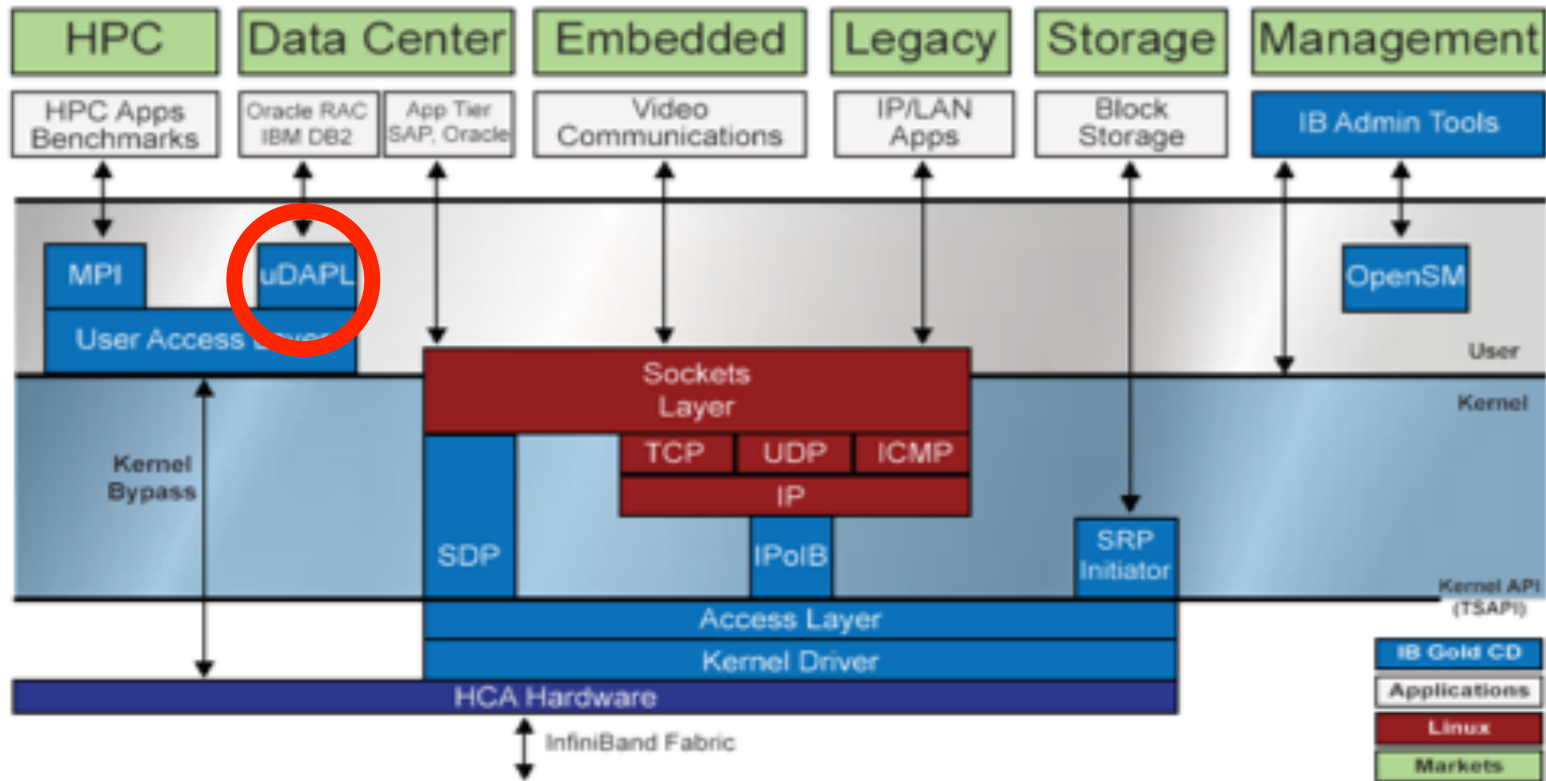 HPC
Data Center
Embedded
Legacy
Storage
Management
HPC Apps
Benchmarks
Oracle RAC
IBM DB2
App Tier
SAP, Oracle
Video
Communications
IP/LAN
Apps
Block
Storage
IB Admin Tools
MPI
uDAPL
OpenSM
User Access
User
Sockets
Layer
Kernel
TCP
UDP
ICMP
Kernel
Bypass
IP
SDP
IPoIB
SRP
Initiator
Kernel API
(TSAPI)
Access Layer
Kernel Driver
HCA Hardware
InfiniBand Fabric
IB Gold CD
Applications
Linux
Markets